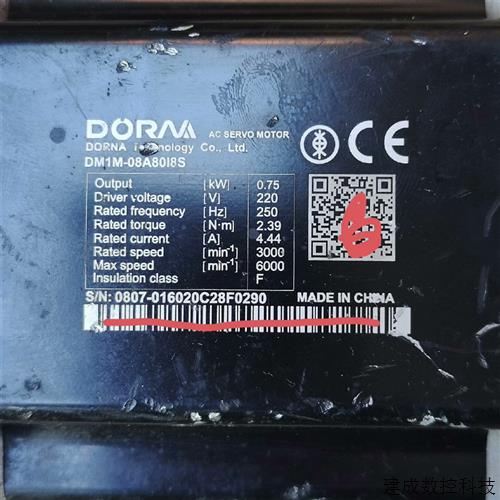 DORNA AC SERVO MOTOR
DORNA Technology Co., Ltd.
DM1M-08A80I8S
Output [kW] 0.75
Driver voltage [V] 220
Rated frequency [Hz] 250
Rated torque [N·m] 2.39
Rated current [A] 4.44
Rated speed [min⁻¹] 3000
Max speed [min⁻¹] 6000
Insulation class F
CE
S/N: 0807-016020C28F0290 MADE IN CHINA
建成数控科技